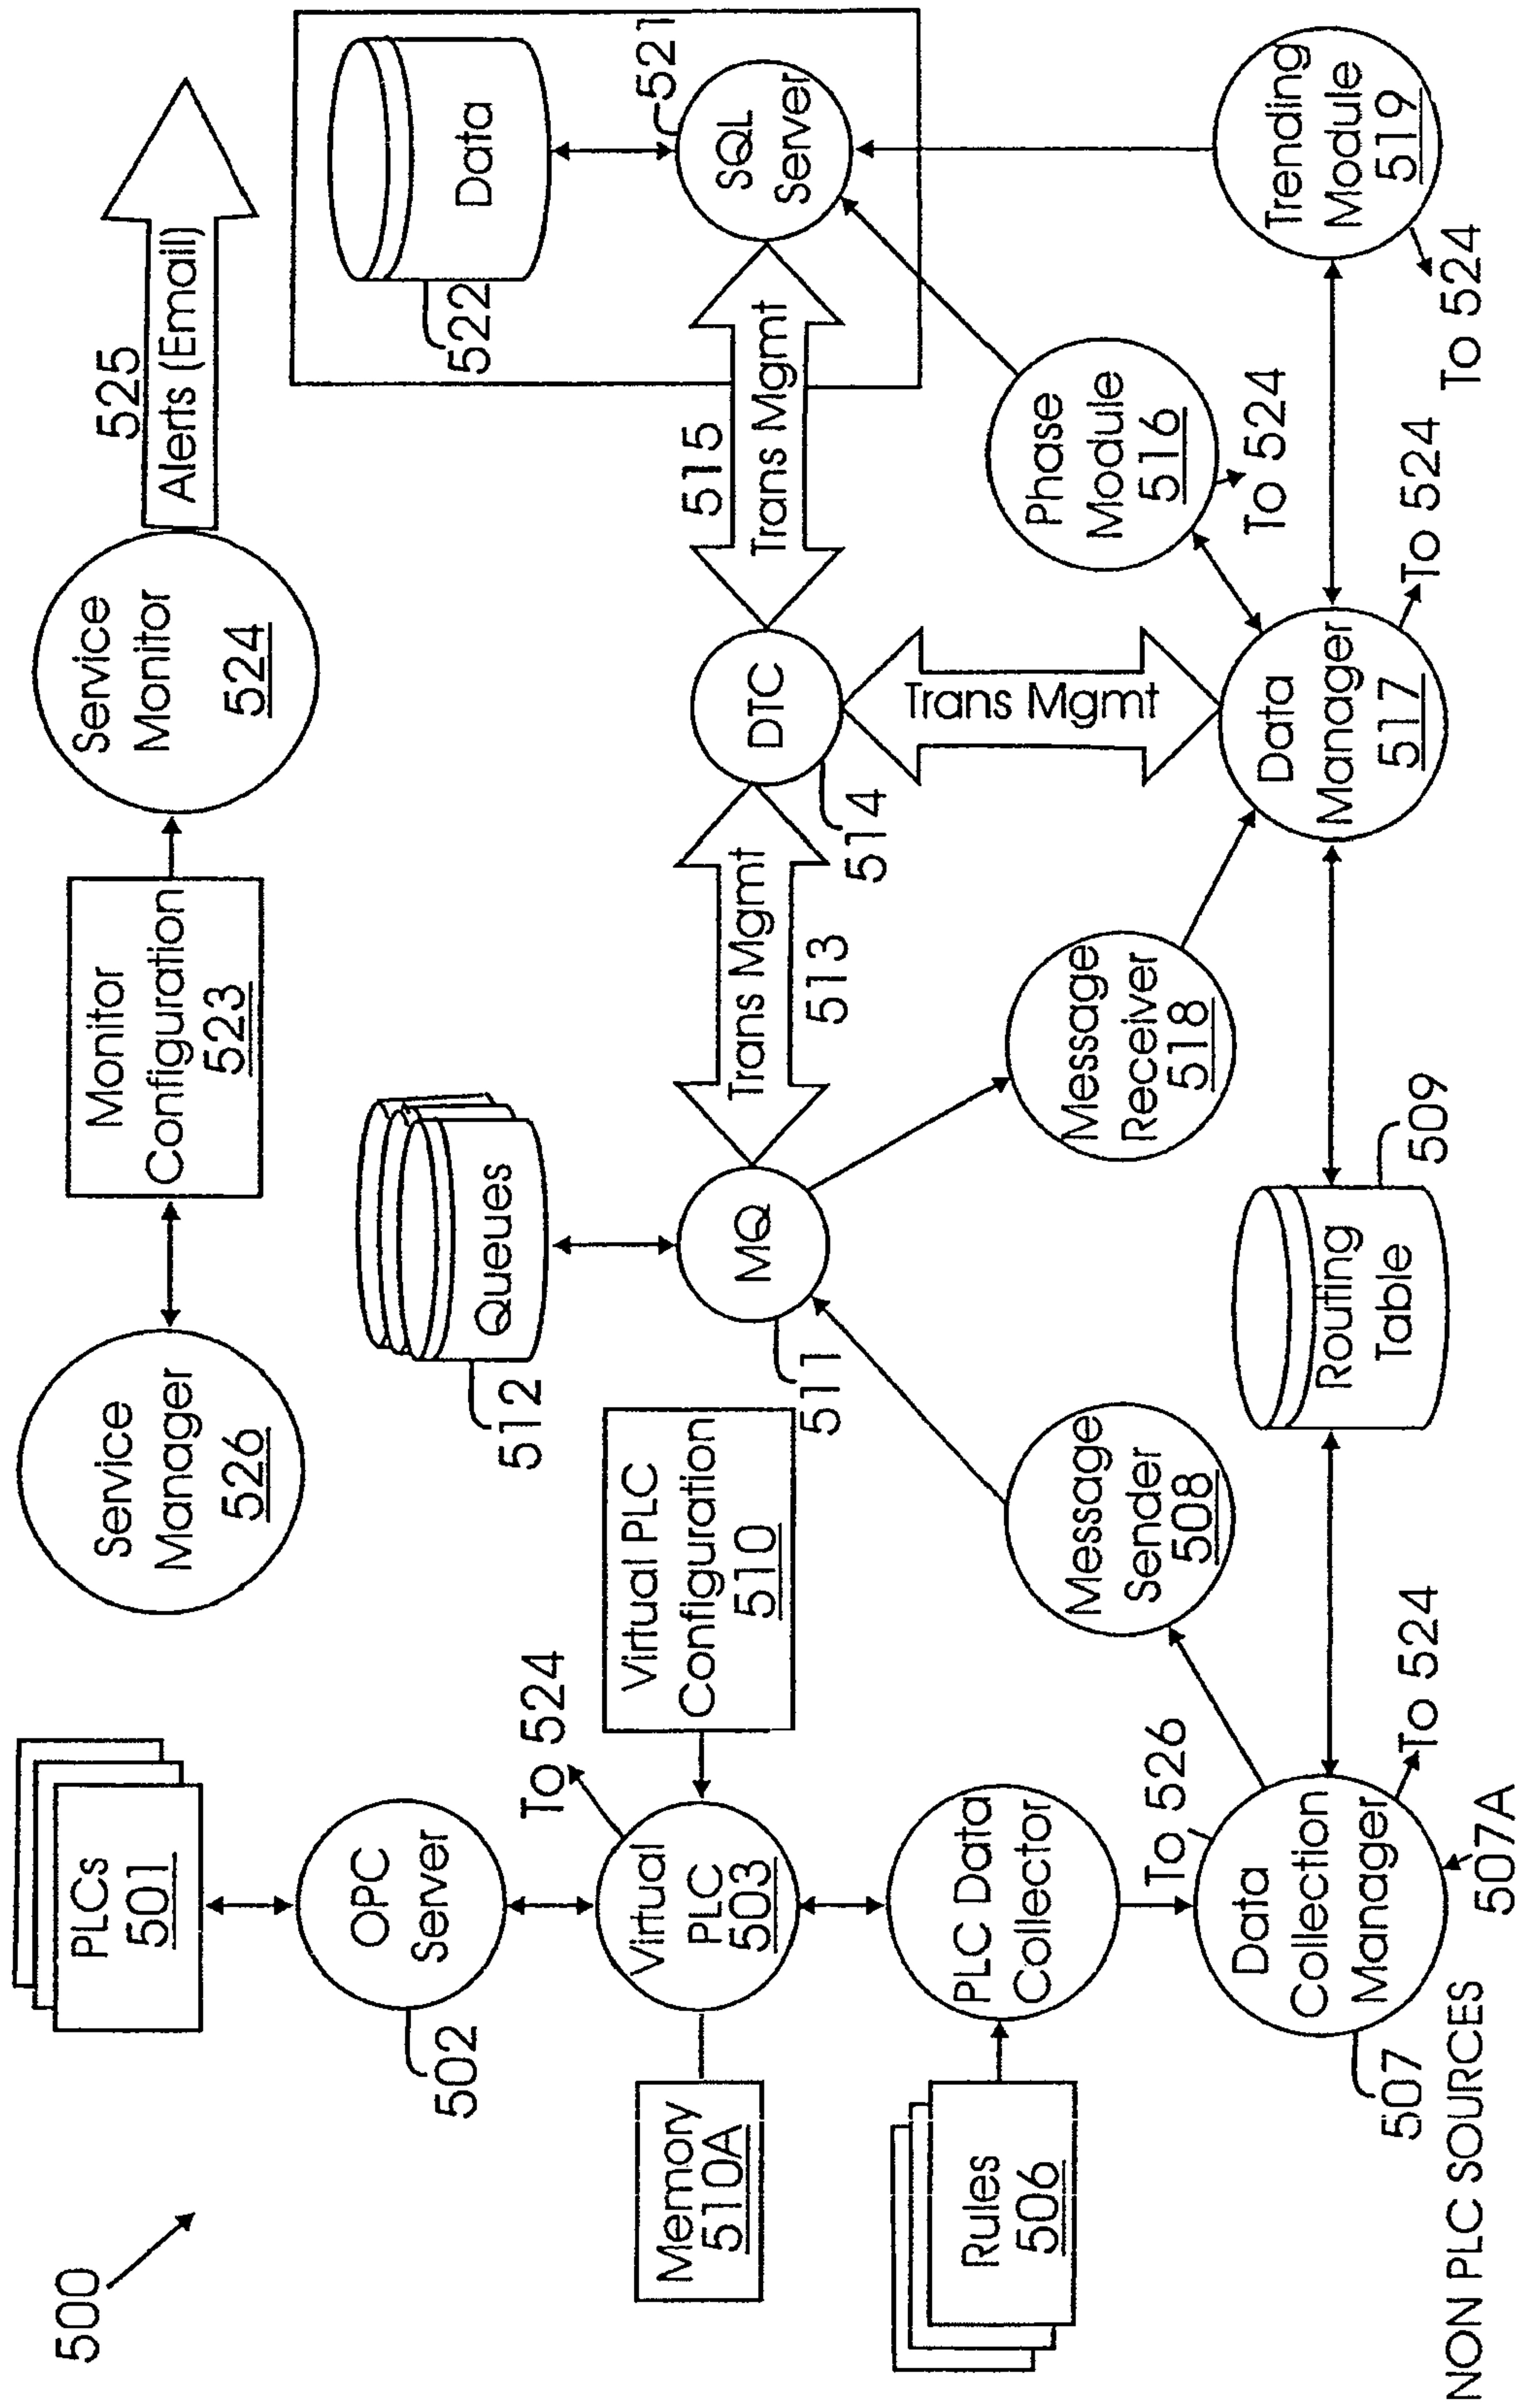 500
PLCs
501
OPC
Server
502
To 524
Virtual
PLC
503
Memory
510A
Virtual PLC
Configuration
510
PLC Data
Collector
Rules
506
To 526
Data
Collection
Manager
507
To 524
507A
NON PLC SOURCES
Service
Manager
526
Monitor
Configuration
523
Service
Monitor
524
525
Alerts (Email)
Queues
512
MQ
511
Trans Mgmt
513
DTC
514
515
Trans Mgmt
Data
522
521
SQL
Server
Message
Sender
508
Message
Receiver
518
Trans Mgmt
Phase
Module
516
To 524
Routing
Table
509
Data
Manager
517
To 524
Trending
Module
519
To 524